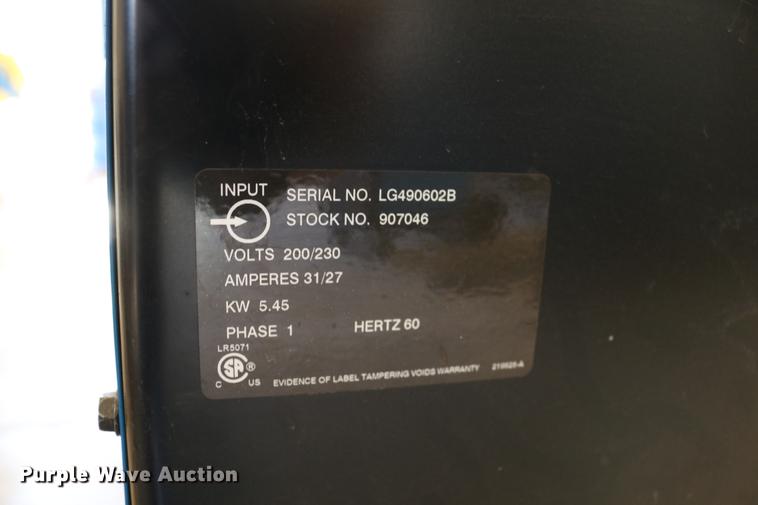 INPUT
SERIAL NO. LG490602B
STOCK NO. 907046
VOLTS 200/230
AMPERES 31/27
KW 5.45
PHASE 1 HERTZ 60
LR5071
C SA ® US
EVIDENCE OF LABEL TAMPERING VOIDS WARRANTY
Purple Wave Auction